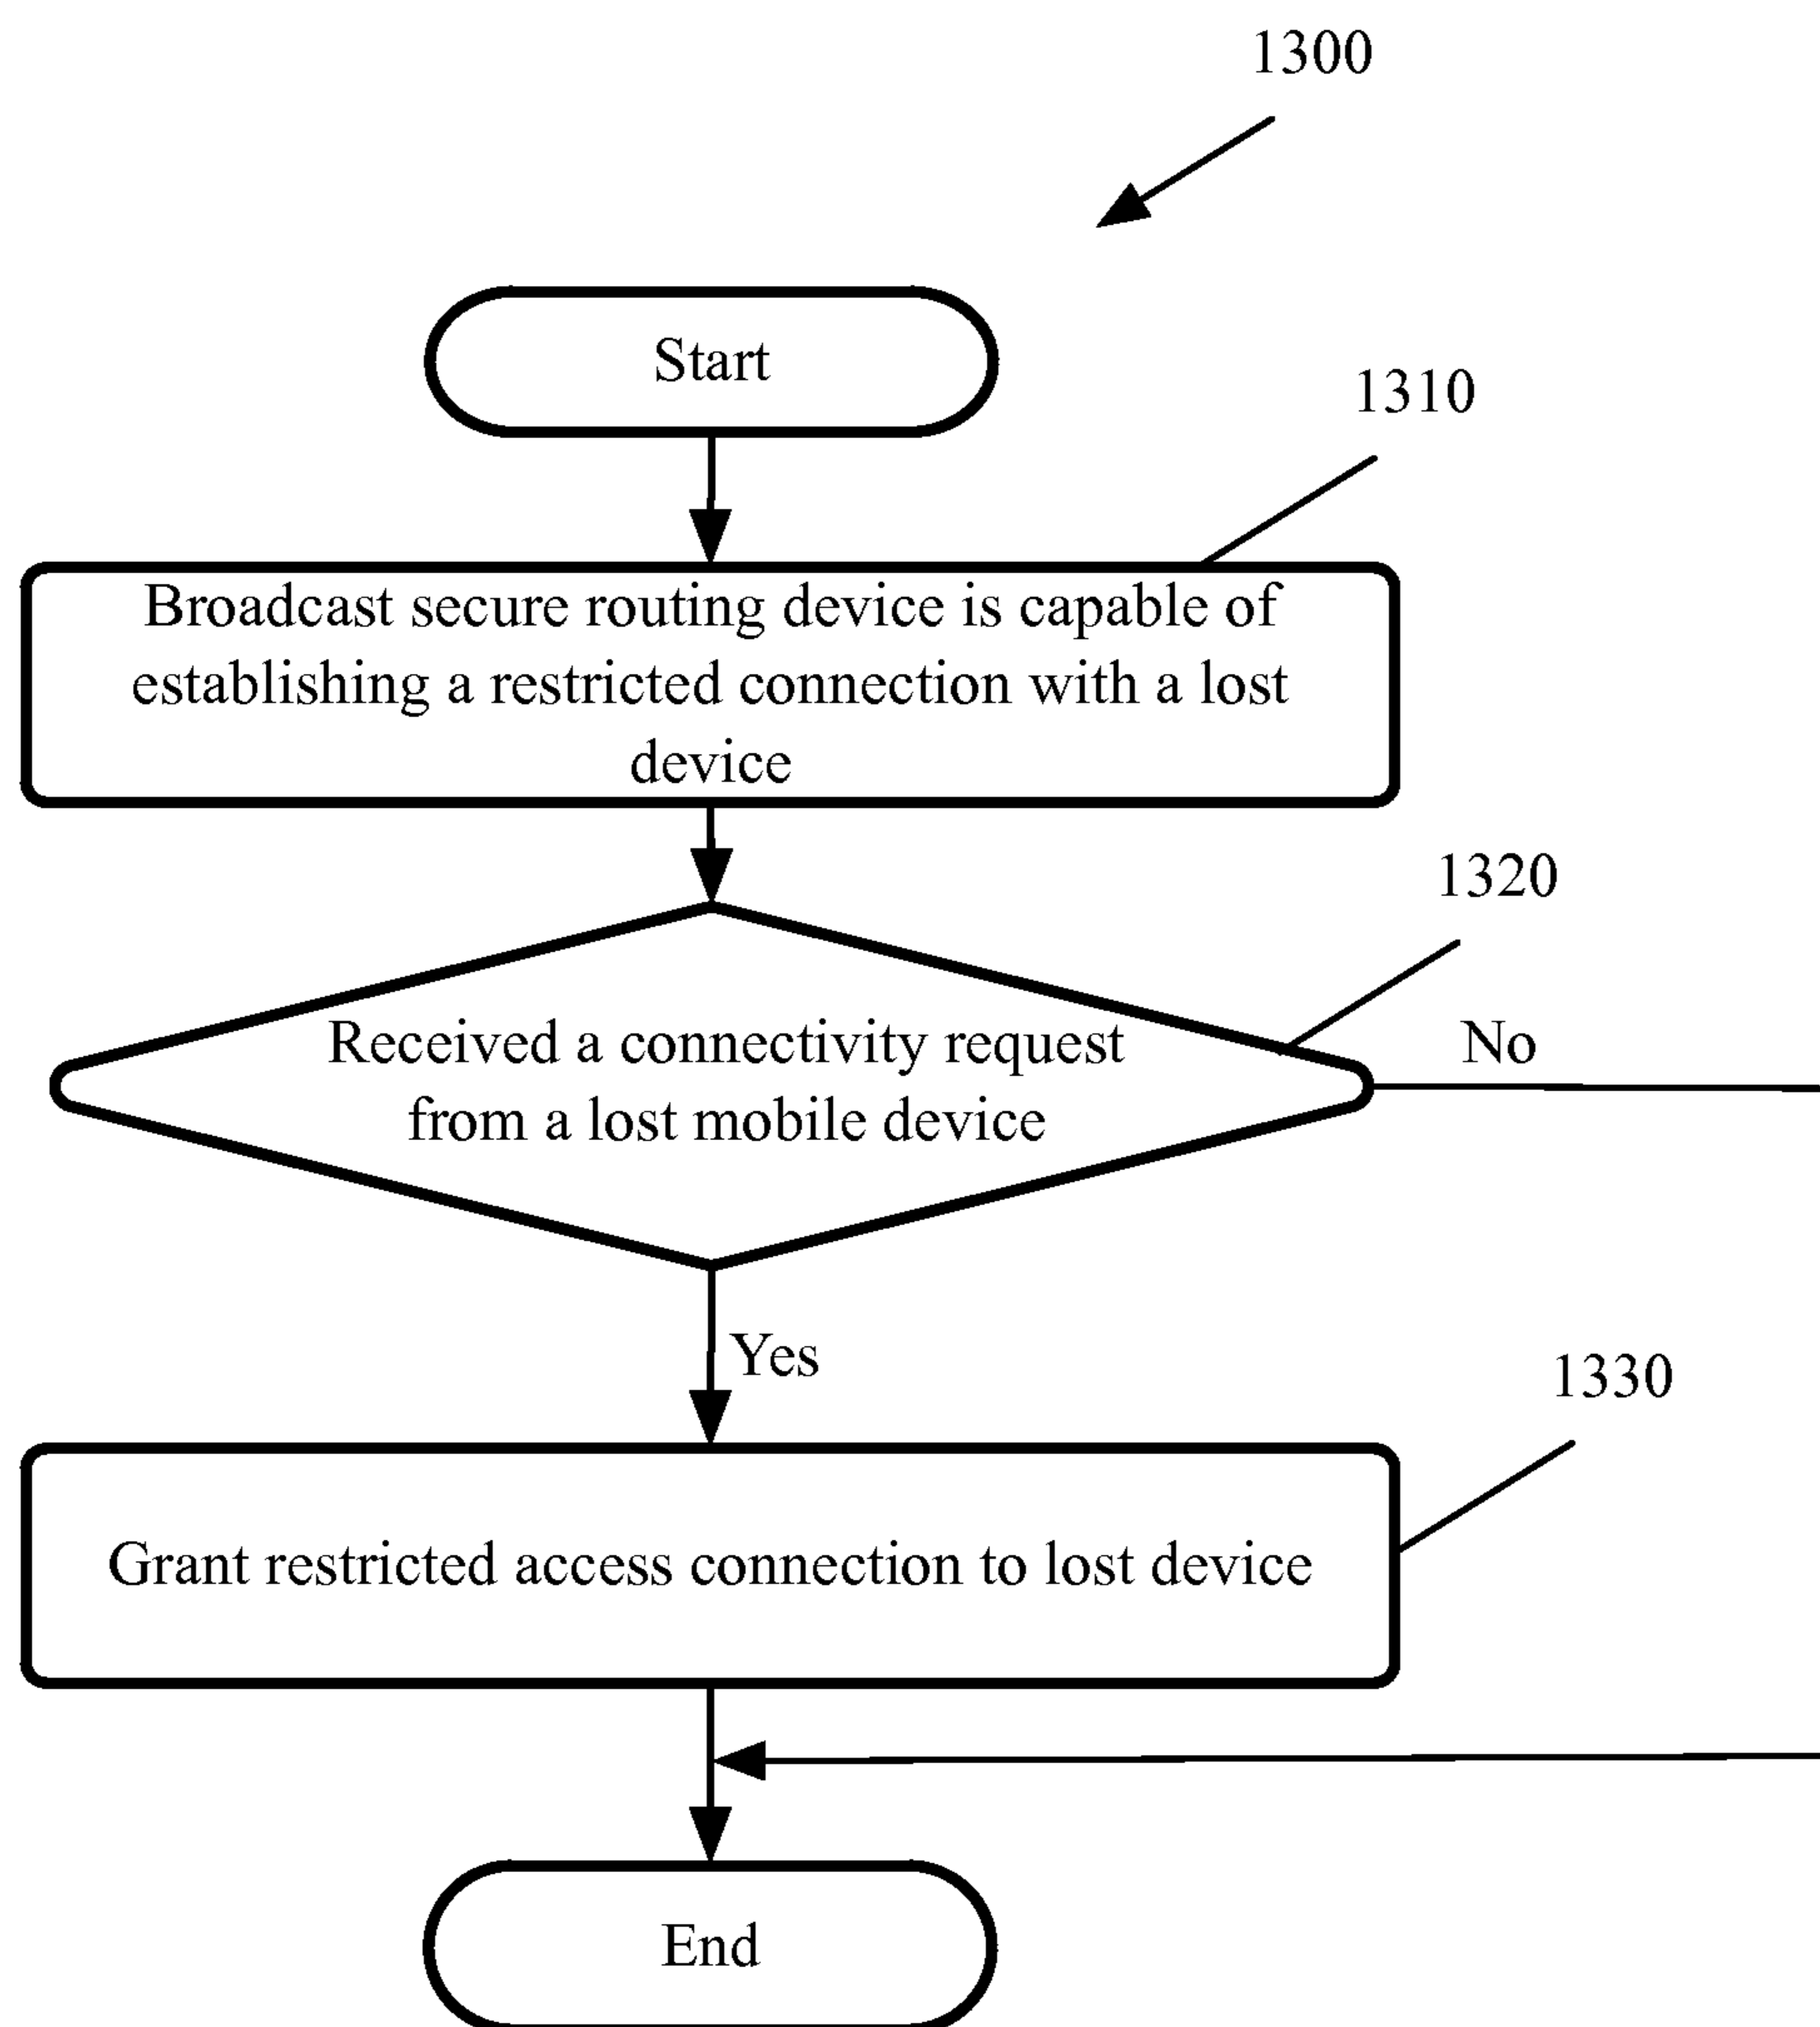 1300
Start
1310
Broadcast secure routing device is capable of
establishing a restricted connection with a lost
device
1320
Received a connectivity request
from a lost mobile device
No
Yes
1330
Grant restricted access connection to lost device
End